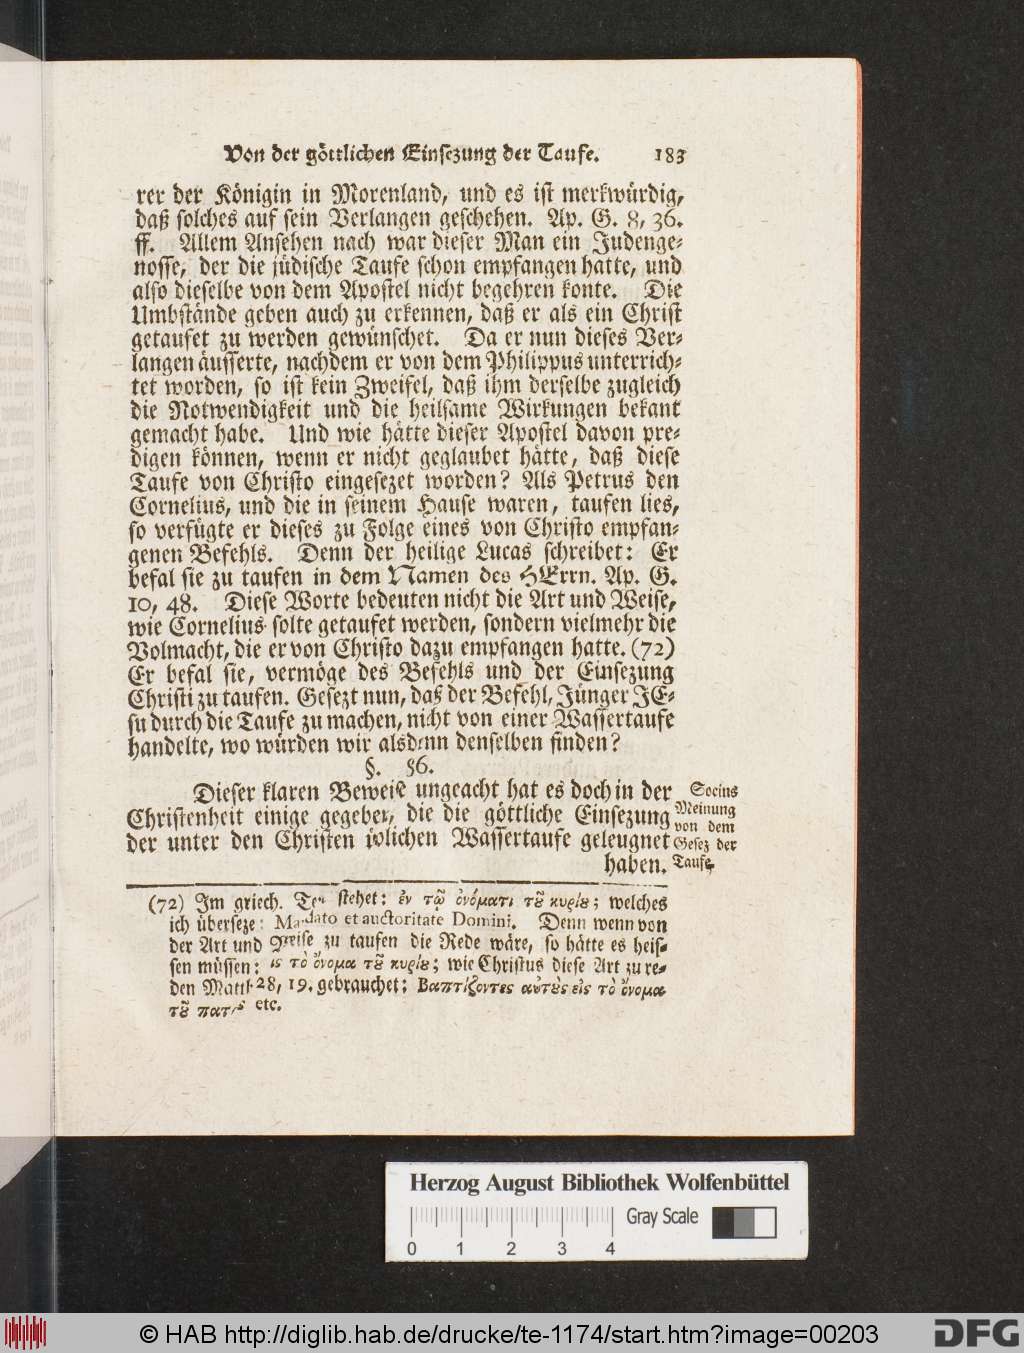 Von der göttlichen Einsezung der Taufe. 183
rer der Königin in Morenland, und es ist merkwürdig,
daß solches auf sein Verlangen geschehen. Ap. G. 8, 36.
ff. Allem Ansehen nach war dieser Man ein Judenge-
nosse, der die jüdische Taufe schon empfangen hatte, und
also dieselbe von dem Apostel nicht begehren konte. Die
Umbstände geben auch zu erkennen, daß er als ein Christ
getaufet zu werden gewünschet. Da er nun dieses Ver-
langen äusserte, nachdem er von dem Philippus unterrich-
tet worden, so ist kein Zweifel, daß ihm derselbe zugleich
die Notwendigkeit und die heilsame Wirkungen bekant
gemacht habe. Und wie hätte dieser Apostel davon pre-
digen können, wenn er nicht geglaubet hätte, daß diese
Taufe von Christo eingesezet worden? Als Petrus den
Cornelius, und die in seinem Hause waren, taufen lies,
so verfügte er dieses zu Folge eines von Christo empfan-
genen Befehls. Denn der heilige Lucas schreibet: Er
befal sie zu taufen in dem Namen des HErrn. Ap. G.
10, 48. Diese Worte bedeuten nicht die Art und Weise,
wie Cornelius solte getaufet werden, sondern vielmehr die
Volmacht, die er von Christo dazu empfangen hatte. (72)
Er befal sie, vermöge des Befehls und der Einsezung
Christi zu taufen. Gesezt nun, daß der Befehl, Jünger JE-
su durch die Taufe zu machen, nicht von einer Wassertaufe
handelte, wo würden wir alsdenn denselben finden?
§. 56.
Dieser klaren Beweise ungeacht hat es doch in der
Christenheit einige gegeben, die die göttliche Einsezung
der unter den Christen üblichen Wassertaufe geleugnet
haben.
Socins
Meinung
von dem
Gesez der
Taufe.
(72) Im griech. Text stehet: ἐν τῷ ὀνόματι τȣ͂ κυρίȣ; welches
ich überseze: Mandato et auctoritate Domini. Denn wenn von
der Art und Weise zu taufen die Rede wäre, so hätte es heis-
sen müssen: εις τὸ ὄνομα τȣ͂ κυρίȣ; wie Christus diese Art zu re-
den Matth. 28, 19. gebrauchet: Βαπτίζοντες αὐτȣ̀ς εἰς τὸ ὄνομα
τȣ͂ πατρὸς etc.
Herzog August Bibliothek Wolfenbüttel
Gray Scale
0 1 2 3 4
© HAB http://diglib.hab.de/drucke/te-1174/start.htm?image=00203
DFG